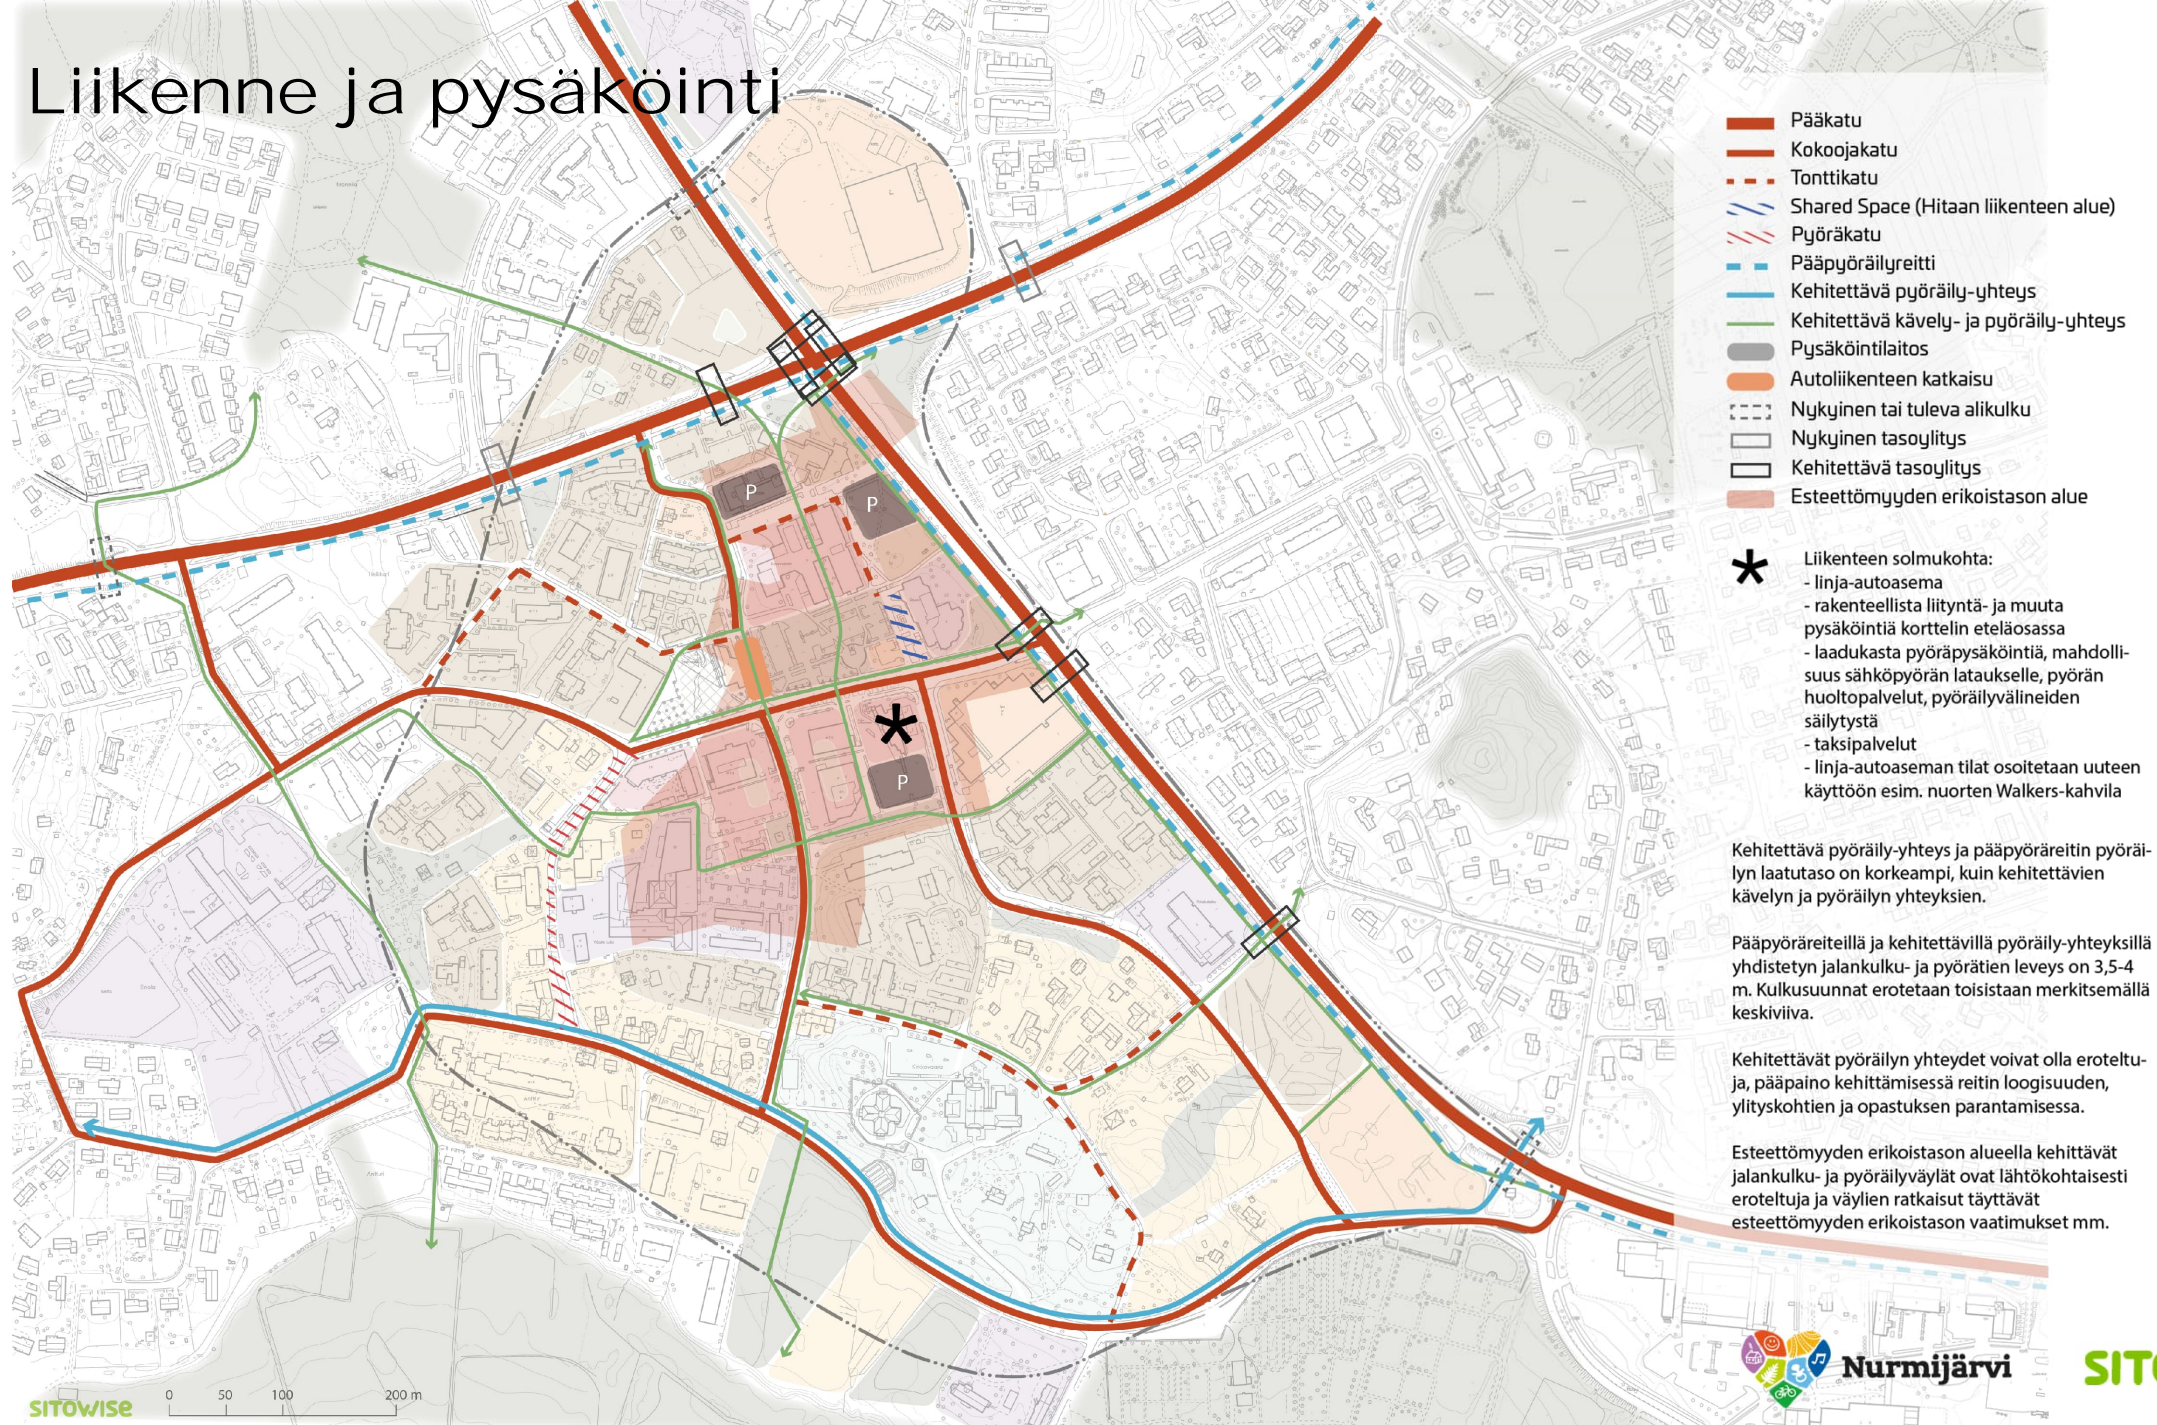 Liikenne ja pysäköinti
Pääkatu
Kokoojakatu
Tonttikatu
Shared Space (Hitaan liikenteen alue)
Pyöräkatu
Pääpyöräilyreitti
Kehitettävä pyöräily-yhteys
Kehitettävä kävely- ja pyöräily-yhteys
Pysäköintilaitos
Autoliikenteen katkaisu
Nykyinen tai tuleva alikulku
Nykyinen tasoylitys
Kehitettävä tasoylitys
Esteettömyyden erikoistason alue
* Liikenteen solmukohta:
- linja-autoasema
- rakenteellista liityntä- ja muuta
pysäköintiä korttelin eteläosassa
- laadukasta pyöräpysäköintiä, mahdolli-
suus sähköpyörän lataukselle, pyörän
huoltopalvelut, pyöräilyvälineiden
säilytystä
- taksipalvelut
- linja-autoaseman tilat osoitetaan uuteen
käyttöön esim. nuorten Walkers-kahvila
Kehitettävä pyöräily-yhteys ja pääpyöräreitin pyöräi-
lyn laatutaso on korkeampi, kuin kehitettävien
kävelyn ja pyöräilyn yhteyksien.
Pääpyöräreiteillä ja kehitettävillä pyöräily-yhteyksillä
yhdistetyn jalankulku- ja pyörätien leveys on 3,5-4
m. Kulkusuunnat erotetaan toisistaan merkitsemällä
keskiviiva.
Kehitettävät pyöräilyn yhteydet voivat olla eroteltu-
ja, pääpaino kehittämisessä reitin loogisuuden,
ylityskohtien ja opastuksen parantamisessa.
Esteettömyyden erikoistason alueella kehittävät
jalankulku- ja pyöräilyväylät ovat lähtökohtaisesti
eroteltuja ja väylien ratkaisut täyttävät
esteettömyyden erikoistason vaatimukset mm.
P
P
*
P
Nurmijärvi
SITO
SITOWISE
0 50 100 200 m